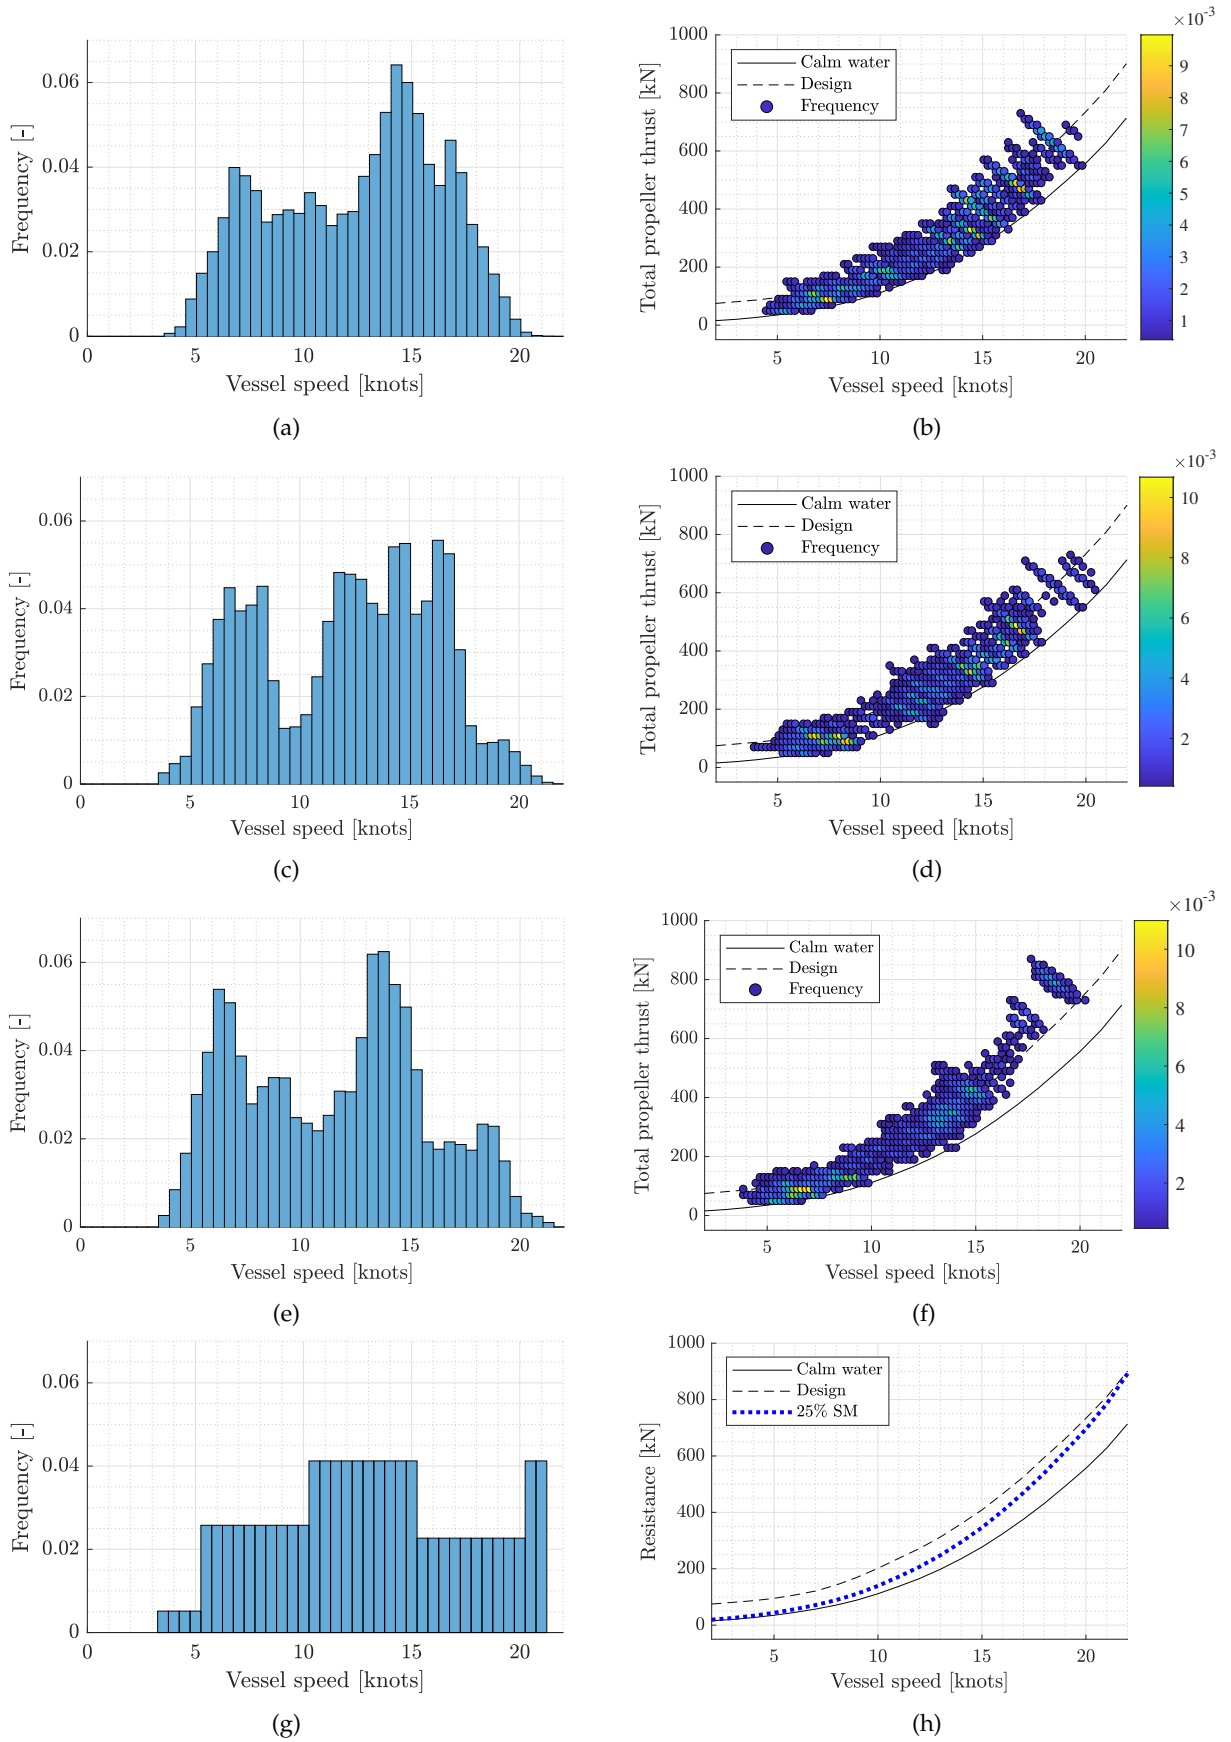 0.06
0.04
0.02
0
0 5 10 15 20
Frequency [-]
Vessel speed [knots]
(a)
×10⁻³
1000
800
600
400
200
0
5 10 15 20
Total propeller thrust [kN]
Vessel speed [knots]
Calm water
Design
Frequency
9
8
7
6
5
4
3
2
1
(b)
0.06
0.04
0.02
0
0 5 10 15 20
Frequency [-]
Vessel speed [knots]
(c)
×10⁻³
1000
800
600
400
200
0
5 10 15 20
Total propeller thrust [kN]
Vessel speed [knots]
Calm water
Design
Frequency
10
8
6
4
2
(d)
0.06
0.04
0.02
0
0 5 10 15 20
Frequency [-]
Vessel speed [knots]
(e)
×10⁻³
1000
800
600
400
200
0
5 10 15 20
Total propeller thrust [kN]
Vessel speed [knots]
Calm water
Design
Frequency
10
8
6
4
2
(f)
0.06
0.04
0.02
0
0 5 10 15 20
Frequency [-]
Vessel speed [knots]
(g)
1000
800
600
400
200
0
5 10 15 20
Resistance [kN]
Vessel speed [knots]
Calm water
Design
25% SM
(h)